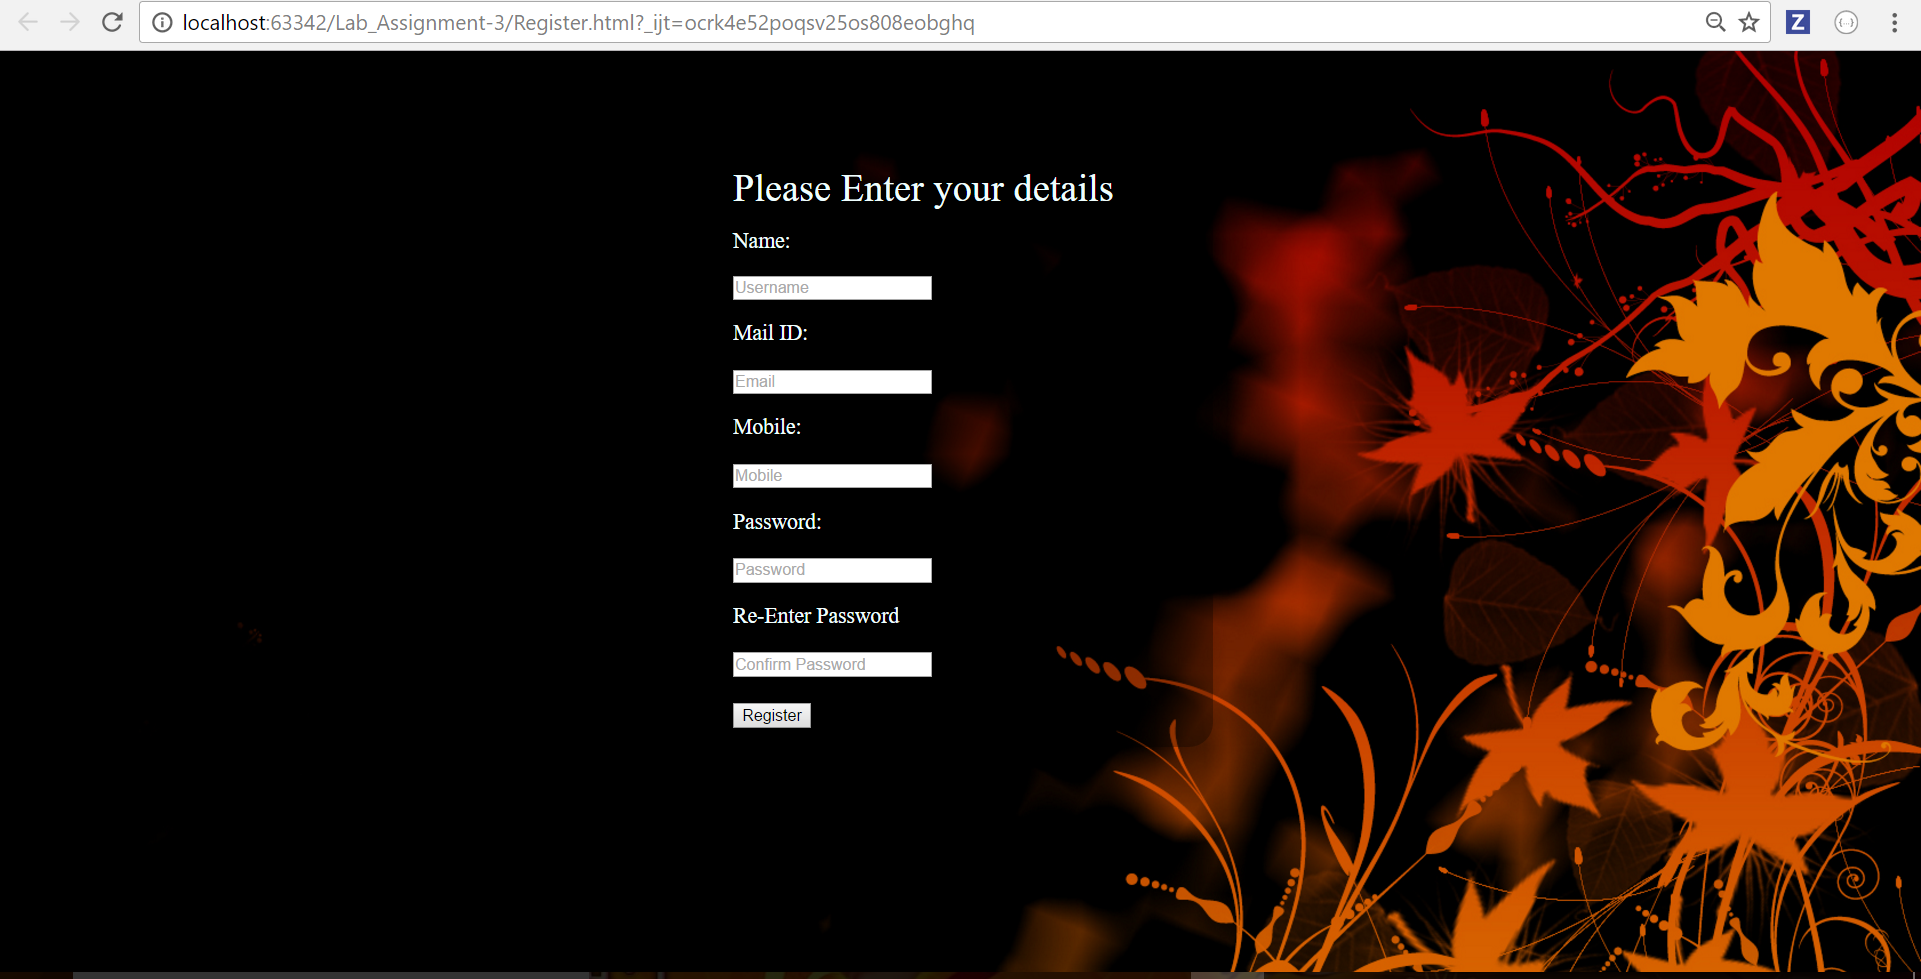 localhost:63342/Lab_Assignment-3/Register.html?_ijt=ocrk4e52poqsv25os808eobghq
Z
{...}
Please Enter your details
Name:
Username
Mail ID:
Email
Mobile:
Mobile
Password:
Password
Re-Enter Password
Confirm Password
Register